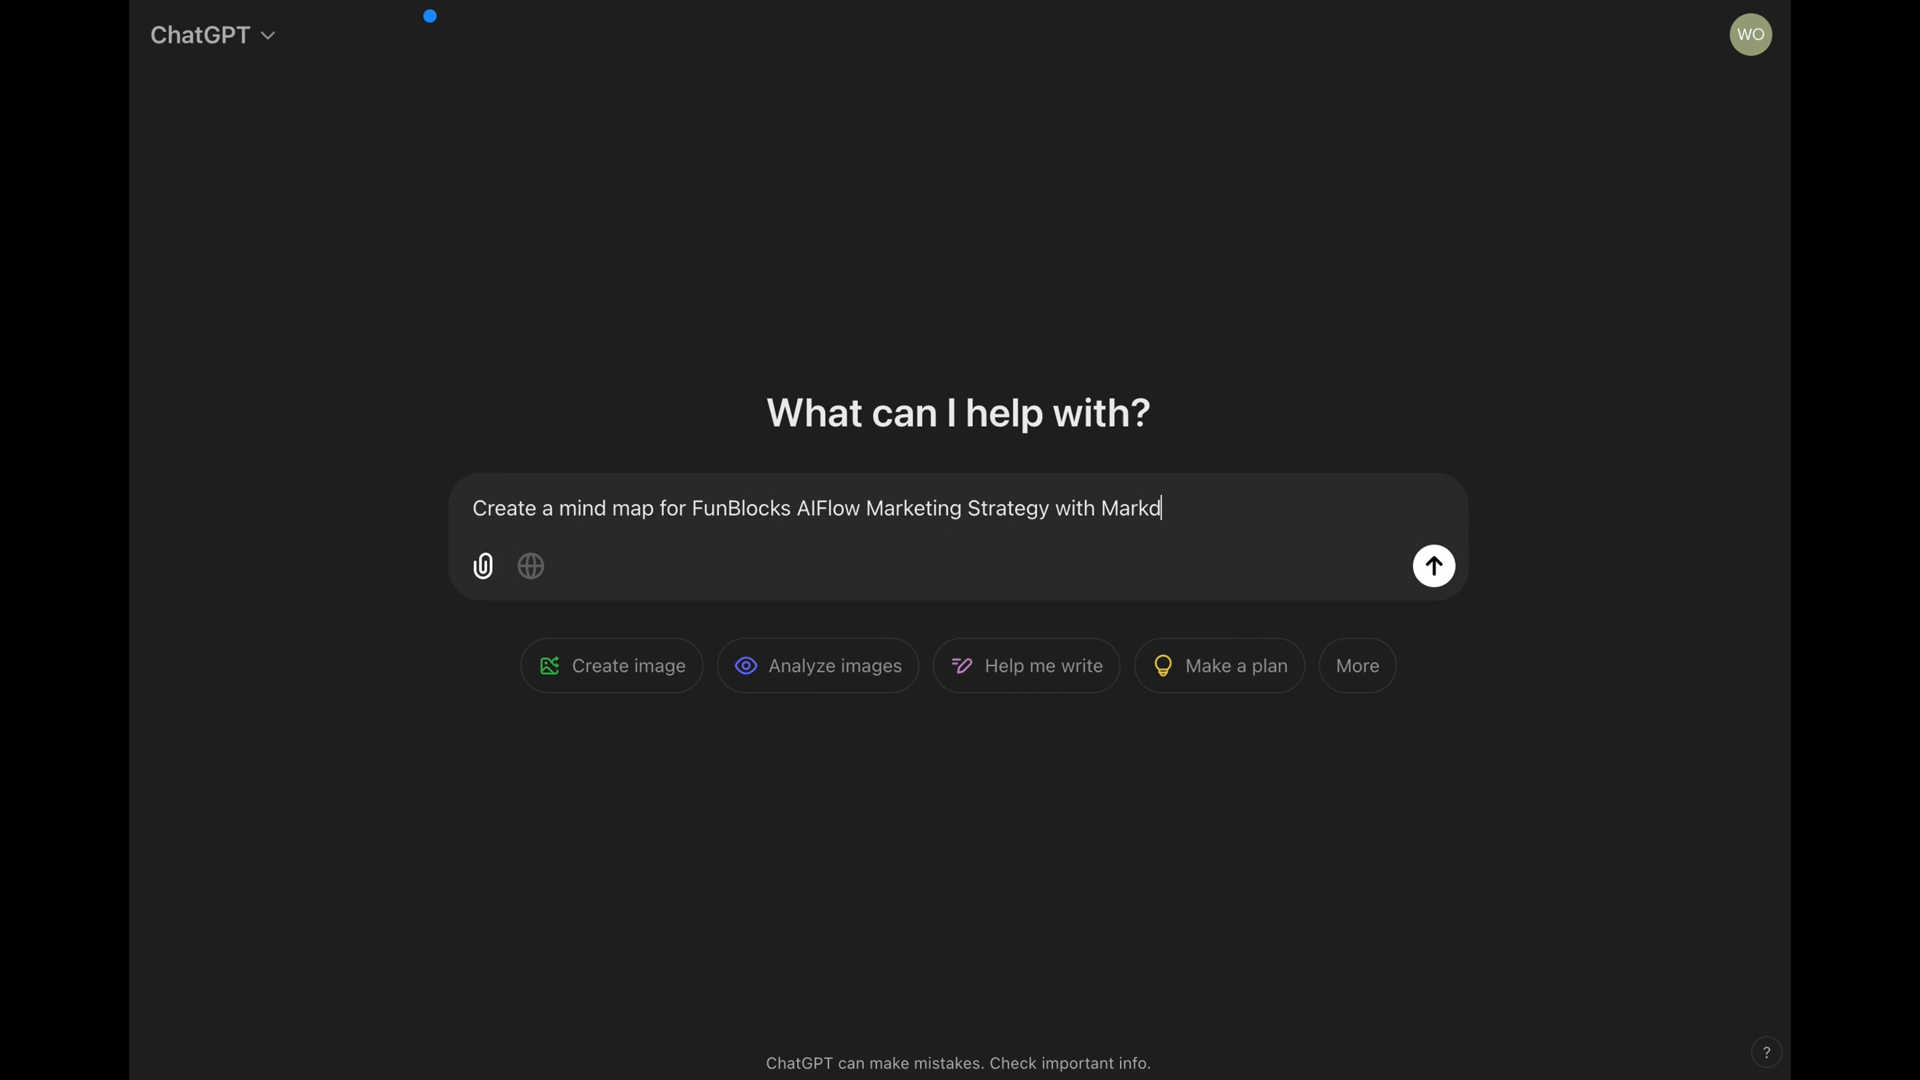 ChatGPT
WO
What can I help with?
Create a mind map for FunBlocks AIFlow Marketing Strategy with Markd
Create image
Analyze images
Help me write
Make a plan
More
ChatGPT can make mistakes. Check important info.
?